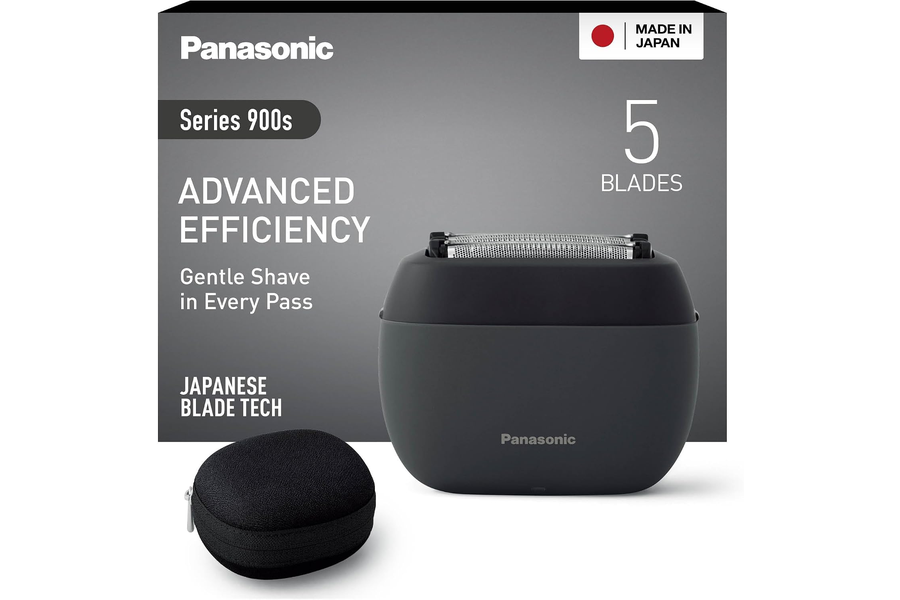 Panasonic
MADE IN
JAPAN
Series 900s
5
BLADES
ADVANCED
EFFICIENCY
Gentle Shave
in Every Pass
JAPANESE
BLADE TECH
Panasonic